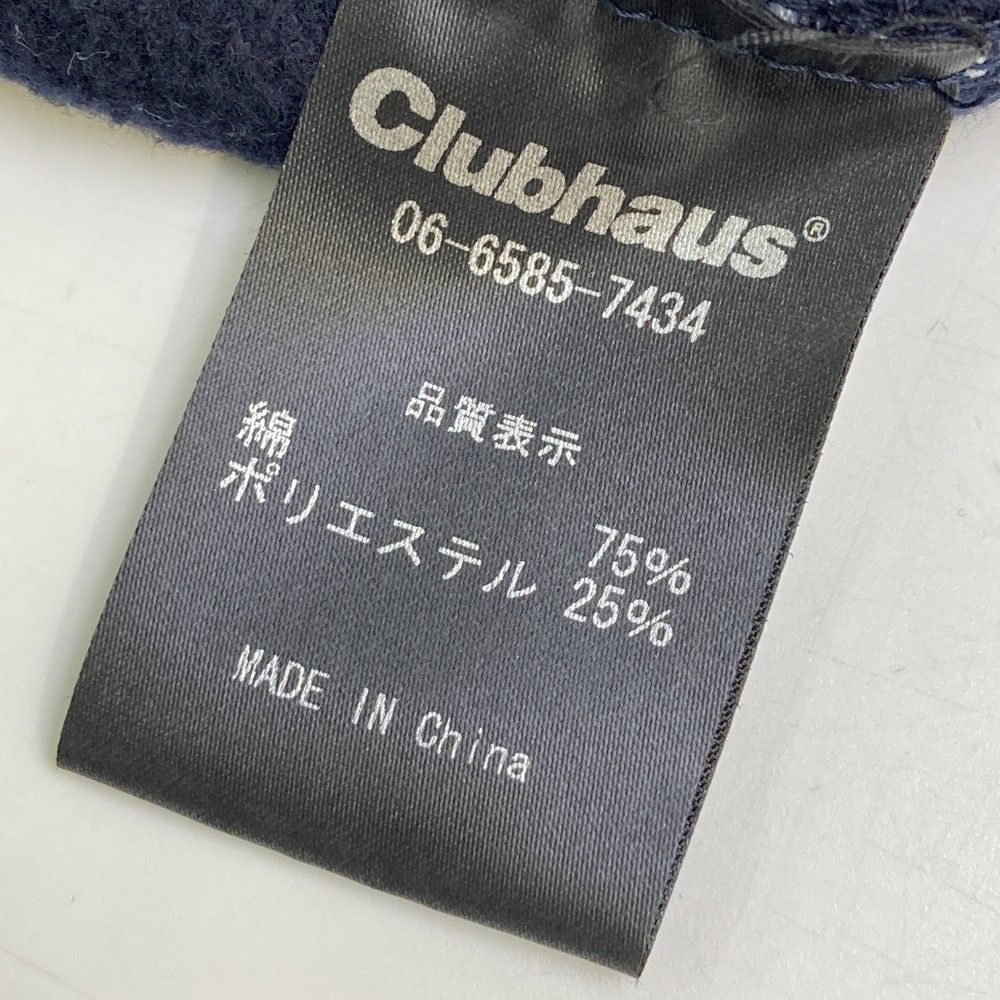 Clubhaus®
06-6585-7434
品質表示
綿 75%
ポリエステル 25%
MADE IN China